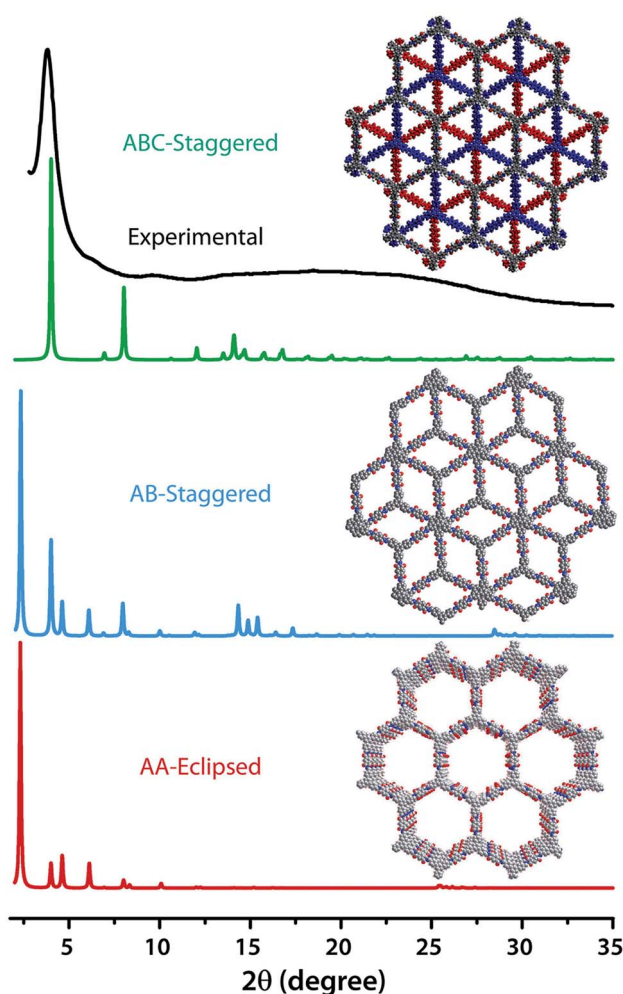 ABC-Staggered
Experimental
AB-Staggered
AA-Eclipsed
5 10 15 20 25 30 35
2θ (degree)